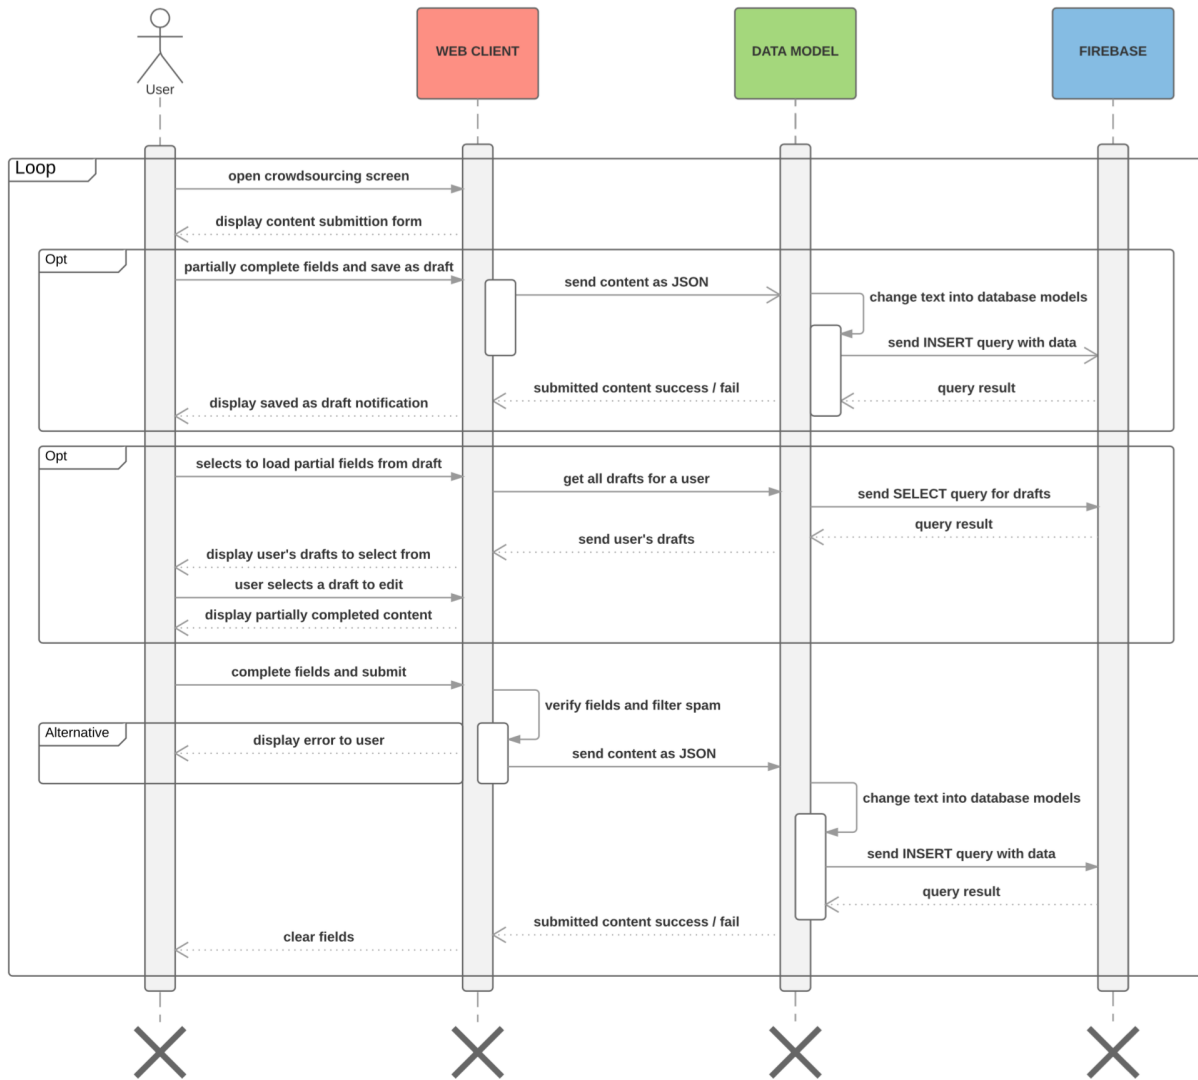 User
WEB CLIENT
DATA MODEL
FIREBASE
Loop
open crowdsourcing screen
display content submittion form
Opt
partially complete fields and save as draft
send content as JSON
change text into database models
send INSERT query with data
submitted content success / fail
query result
display saved as draft notification
Opt
selects to load partial fields from draft
get all drafts for a user
send SELECT query for drafts
query result
send user's drafts
display user's drafts to select from
user selects a draft to edit
display partially completed content
complete fields and submit
verify fields and filter spam
Alternative
display error to user
send content as JSON
change text into database models
send INSERT query with data
query result
submitted content success / fail
clear fields